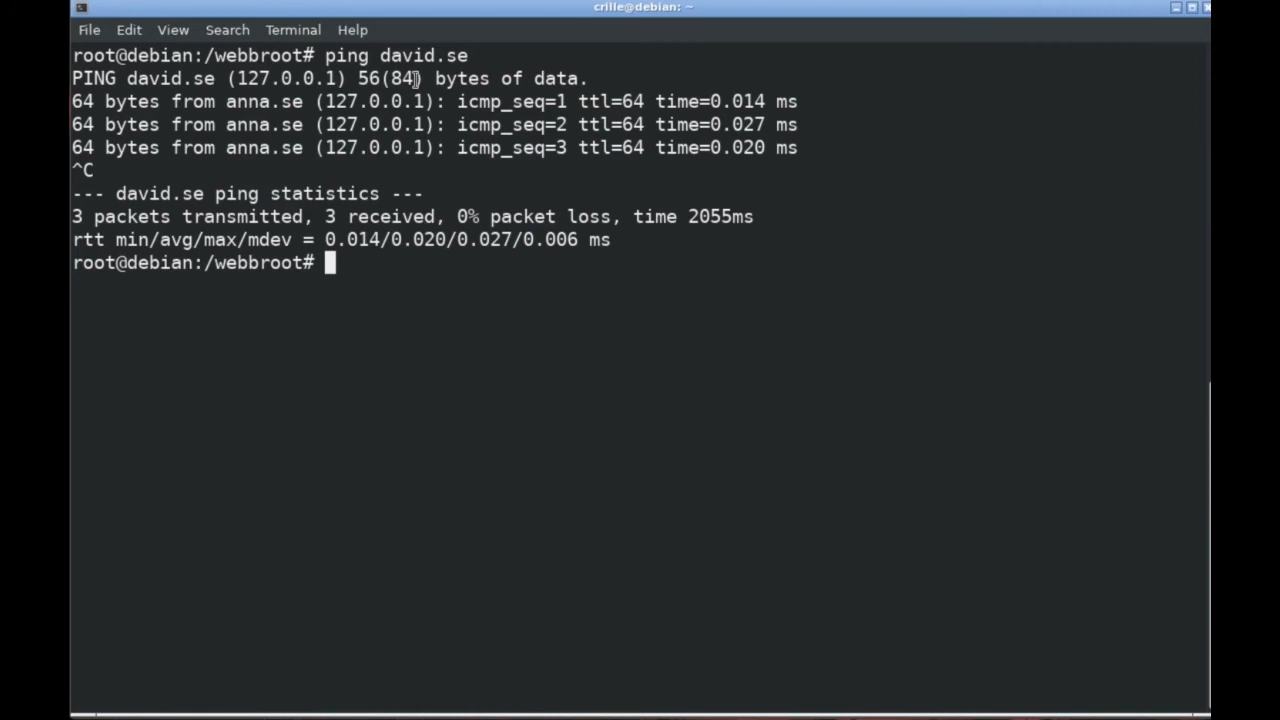 crille@debian: ~
File Edit View Search Terminal Help
root@debian:/webbroot# ping david.se
PING david.se (127.0.0.1) 56(84) bytes of data.
64 bytes from anna.se (127.0.0.1): icmp_seq=1 ttl=64 time=0.014 ms
64 bytes from anna.se (127.0.0.1): icmp_seq=2 ttl=64 time=0.027 ms
64 bytes from anna.se (127.0.0.1): icmp_seq=3 ttl=64 time=0.020 ms
^C
--- david.se ping statistics ---
3 packets transmitted, 3 received, 0% packet loss, time 2055ms
rtt min/avg/max/mdev = 0.014/0.020/0.027/0.006 ms
root@debian:/webbroot#